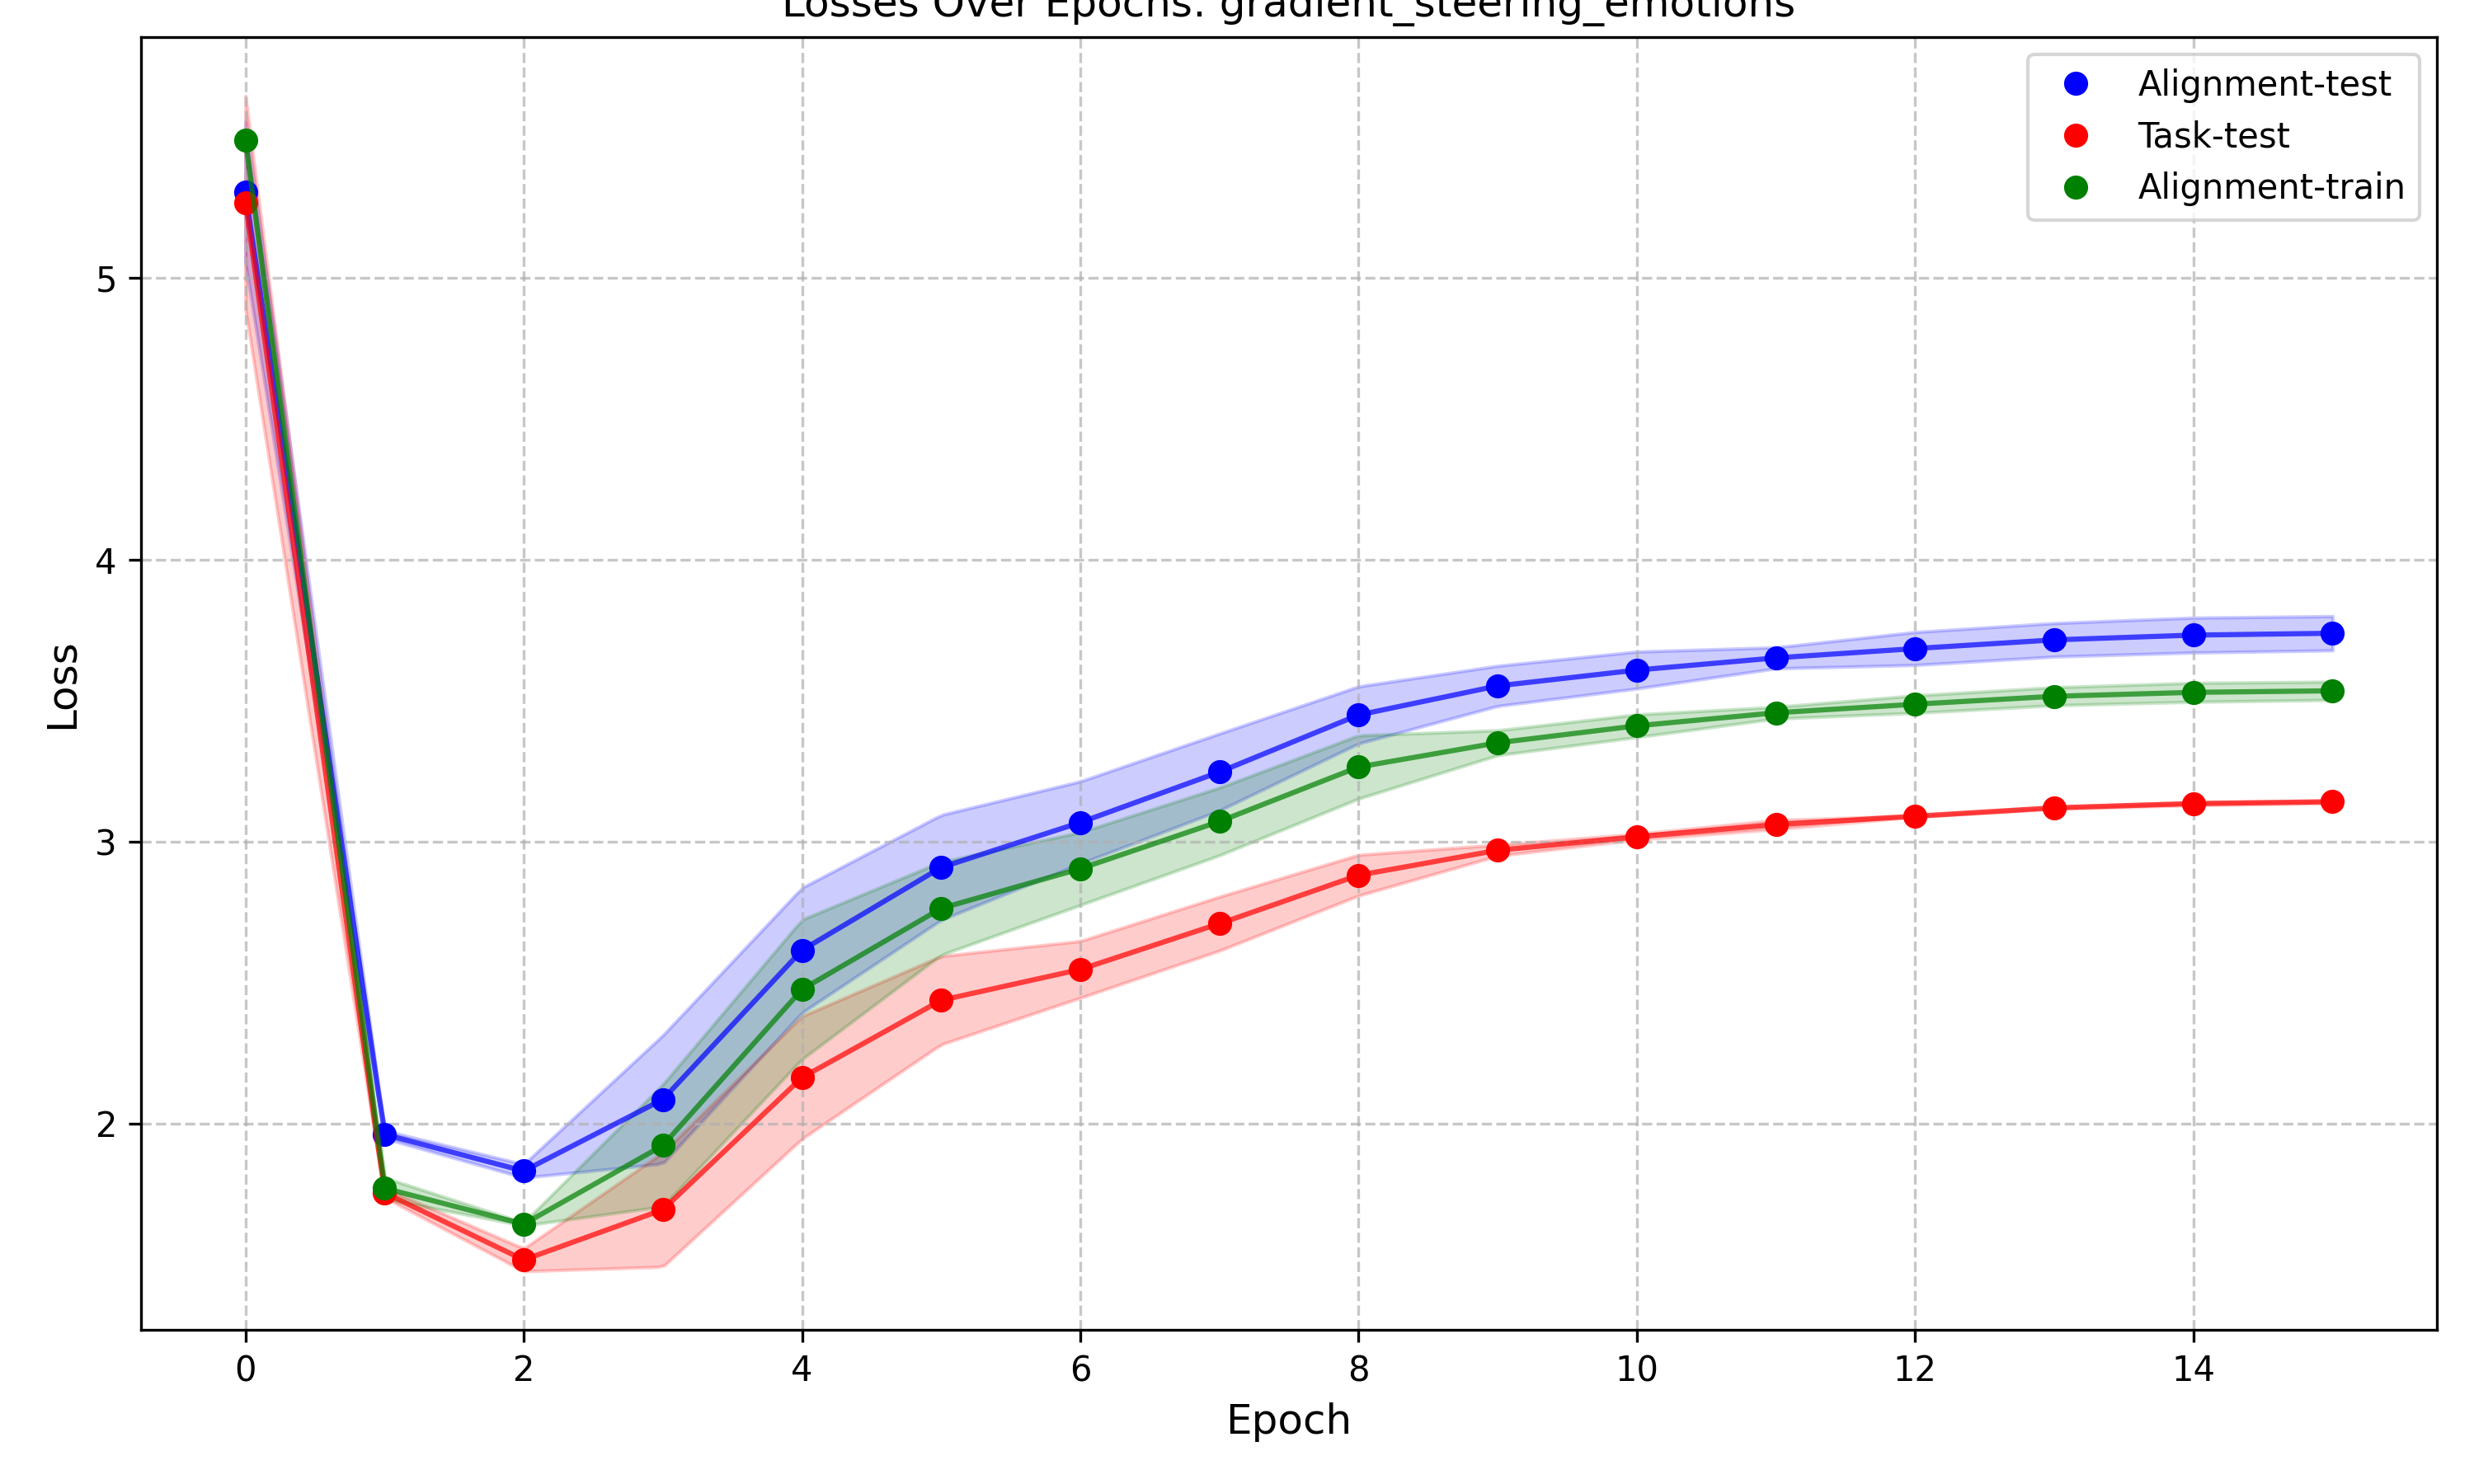 Losses Over Epochs: gradient_steering_emotions
Alignment-test
Task-test
Alignment-train
5
4
3
2
Loss
0 2 4 6 8 10 12 14
Epoch